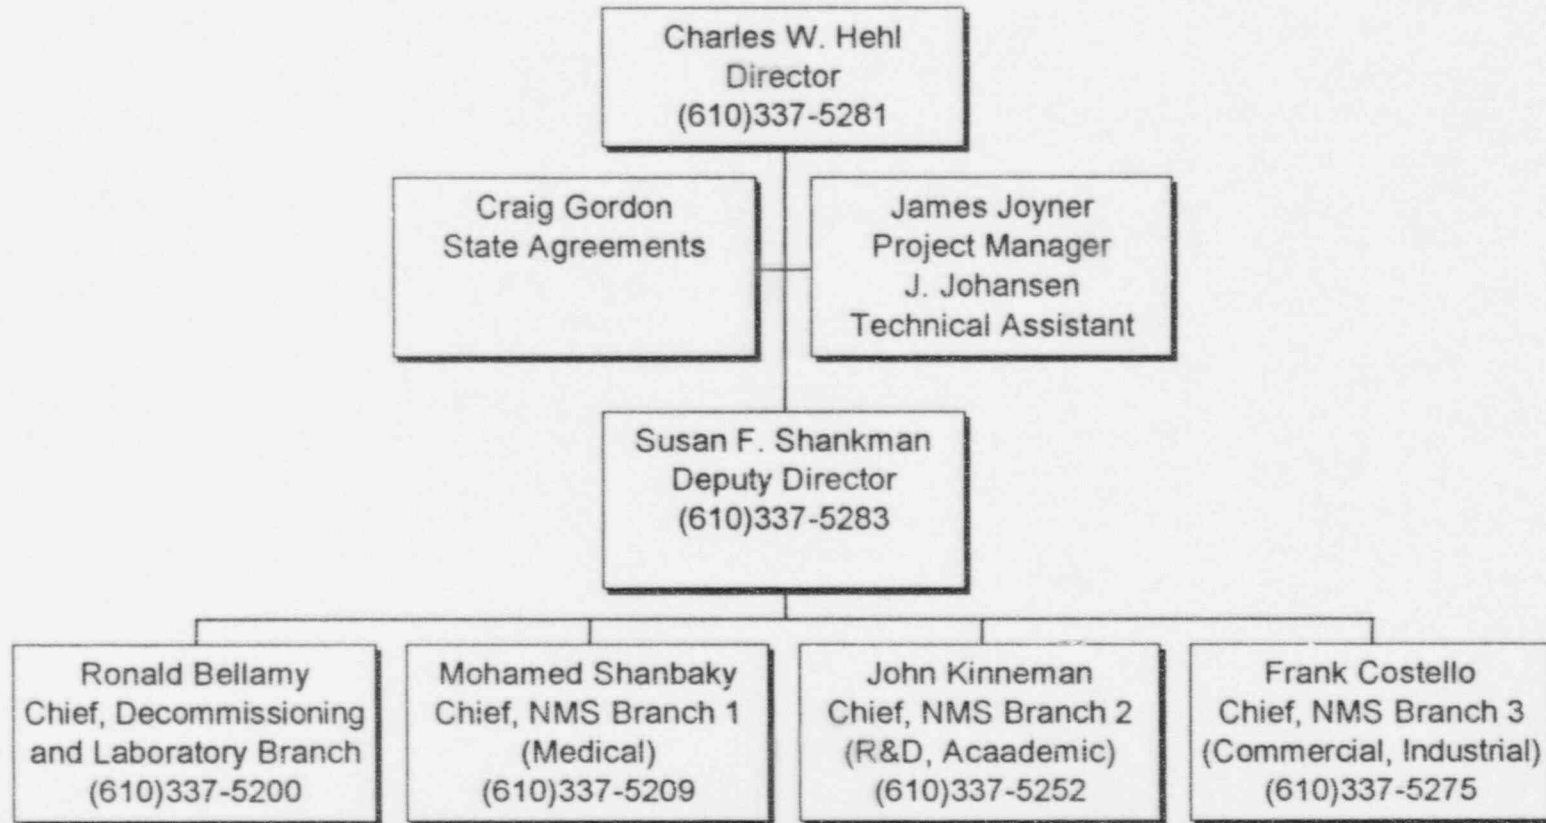 Charles W. Hehl
Director
(610)337-5281
Craig Gordon
State Agreements
James Joyner
Project Manager
J. Johansen
Technical Assistant
Susan F. Shankman
Deputy Director
(610)337-5283
Ronald Bellamy
Chief, Decommissioning
and Laboratory Branch
(610)337-5200
Mohamed Shanbaky
Chief, NMS Branch 1
(Medical)
(610)337-5209
John Kinneman
Chief, NMS Branch 2
(R&D, Acaademic)
(610)337-5252
Frank Costello
Chief, NMS Branch 3
(Commercial, Industrial)
(610)337-5275